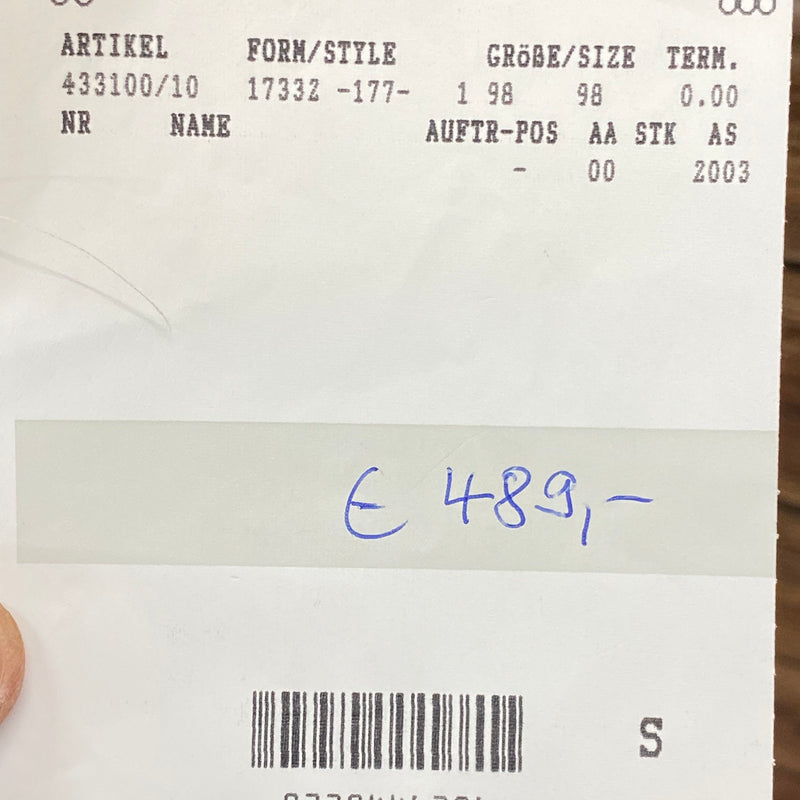 ARTIKEL FORM/STYLE GRÖßE/SIZE TERM.
433100/10 17332 -177- 1 98 98 0.00
NR NAME AUFTR-POS AA STK AS
- 00 2003
€ 489,-
S